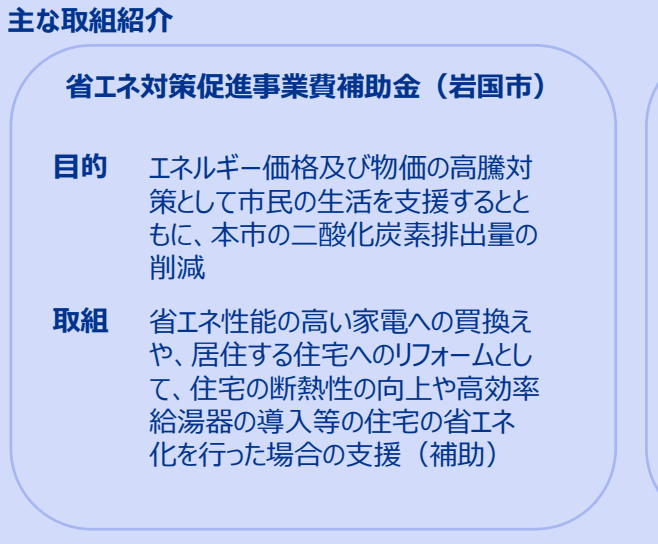 主な取組紹介
省エネ対策促進事業費補助金（岩国市）
目的 エネルギー価格及び物価の高騰対
策として市民の生活を支援するとと
もに、本市の二酸化炭素排出量の
削減
取組 省エネ性能の高い家電への買換え
や、居住する住宅へのリフォームとし
て、住宅の断熱性の向上や高効率
給湯器の導入等の住宅の省エネ
化を行った場合の支援（補助）